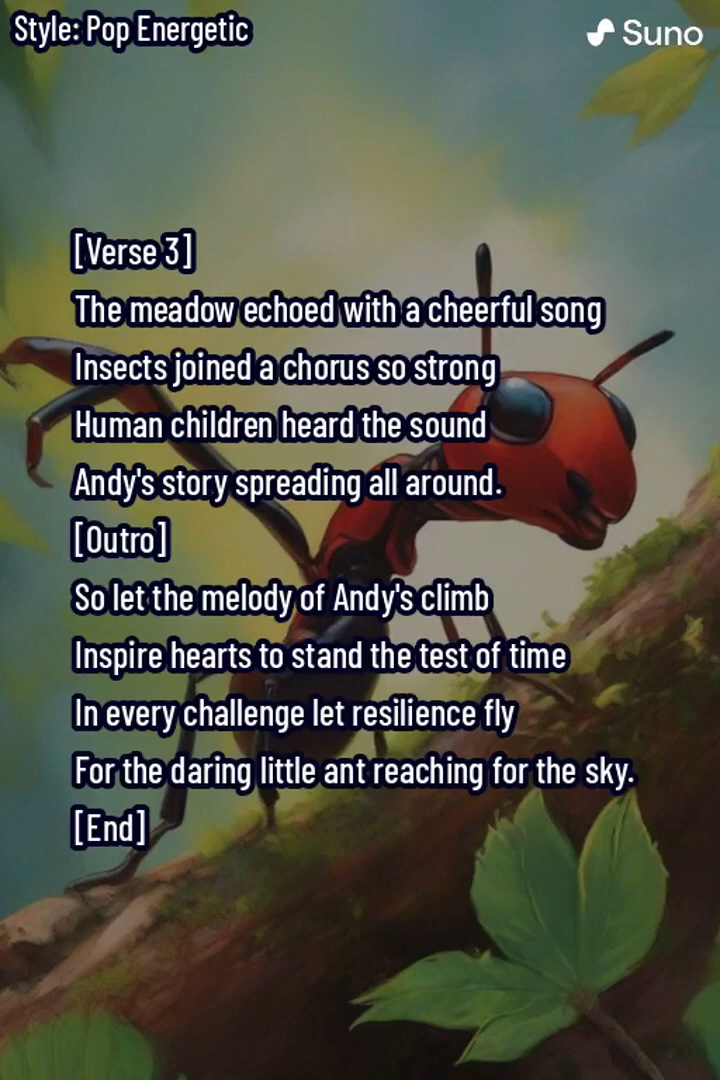 Style: Pop Energetic
Suno
[Verse 3]
The meadow echoed with a cheerful song
Insects joined a chorus so strong
Human children heard the sound
Andy's story spreading all around.
[Outro]
So let the melody of Andy's climb
Inspire hearts to stand the test of time
In every challenge let resilience fly
For the daring little ant reaching for the sky.
[End]